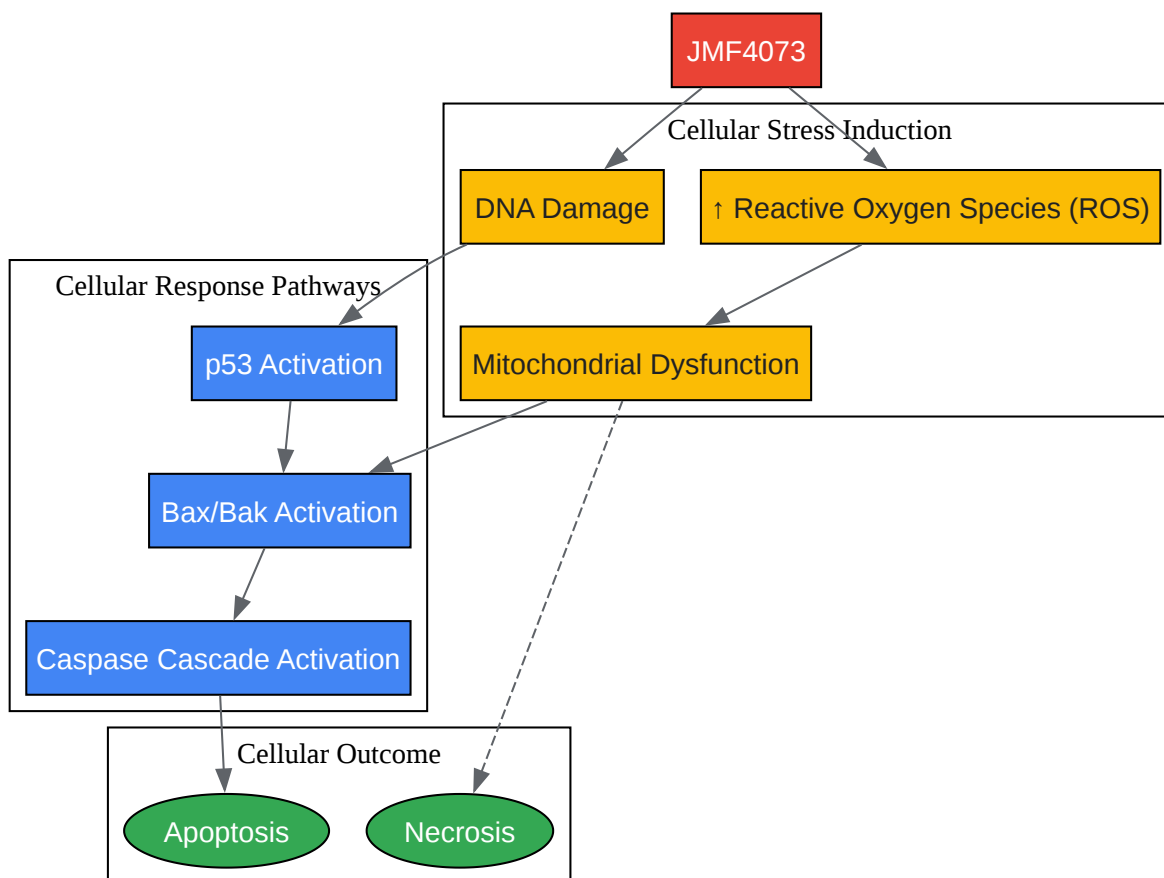 JMF4073
Cellular Stress Induction
DNA Damage
↑ Reactive Oxygen Species (ROS)
Cellular Response Pathways
p53 Activation
Mitochondrial Dysfunction
Bax/Bak Activation
Caspase Cascade Activation
Cellular Outcome
Apoptosis
Necrosis